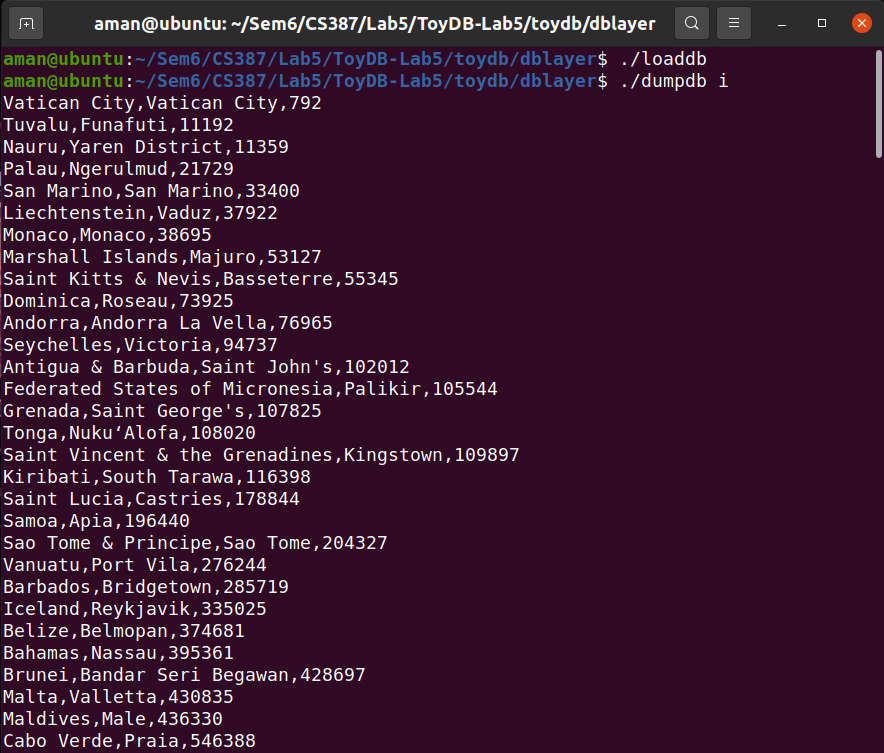 aman@ubuntu: ~/Sem6/CS387/Lab5/ToyDB-Lab5/toydb/dblayer
aman@ubuntu:~/Sem6/CS387/Lab5/ToyDB-Lab5/toydb/dblayer$ ./loaddb
aman@ubuntu:~/Sem6/CS387/Lab5/ToyDB-Lab5/toydb/dblayer$ ./dumpdb i
Vatican City,Vatican City,792
Tuvalu,Funafuti,11192
Nauru,Yaren District,11359
Palau,Ngerulmud,21729
San Marino,San Marino,33400
Liechtenstein,Vaduz,37922
Monaco,Monaco,38695
Marshall Islands,Majuro,53127
Saint Kitts & Nevis,Basseterre,55345
Dominica,Roseau,73925
Andorra,Andorra La Vella,76965
Seychelles,Victoria,94737
Antigua & Barbuda,Saint John's,102012
Federated States of Micronesia,Palikir,105544
Grenada,Saint George's,107825
Tonga,Nuku‘Alofa,108020
Saint Vincent & the Grenadines,Kingstown,109897
Kiribati,South Tarawa,116398
Saint Lucia,Castries,178844
Samoa,Apia,196440
Sao Tome & Principe,Sao Tome,204327
Vanuatu,Port Vila,276244
Barbados,Bridgetown,285719
Iceland,Reykjavik,335025
Belize,Belmopan,374681
Bahamas,Nassau,395361
Brunei,Bandar Seri Begawan,428697
Malta,Valletta,430835
Maldives,Male,436330
Cabo Verde,Praia,546388